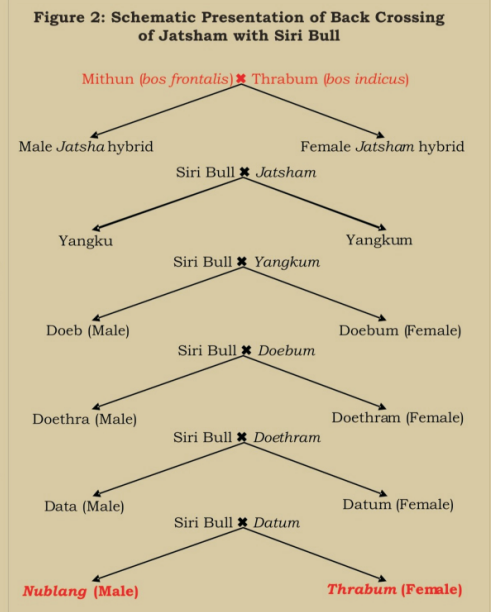 Figure 2: Schematic Presentation of Back Crossing
of Jatsham with Siri Bull
Mithun (bos frontalis) ✖ Thrabum (bos indicus)
Male Jatsha hybrid
Female Jatsham hybrid
Siri Bull ✖ Jatsham
Yangku
Yangkum
Siri Bull ✖ Yangkum
Doeb (Male)
Doebum (Female)
Siri Bull ✖ Doebum
Doethra (Male)
Doethram (Female)
Siri Bull ✖ Doethram
Data (Male)
Datum (Female)
Siri Bull ✖ Datum
Nublang (Male)
Thrabum (Female)